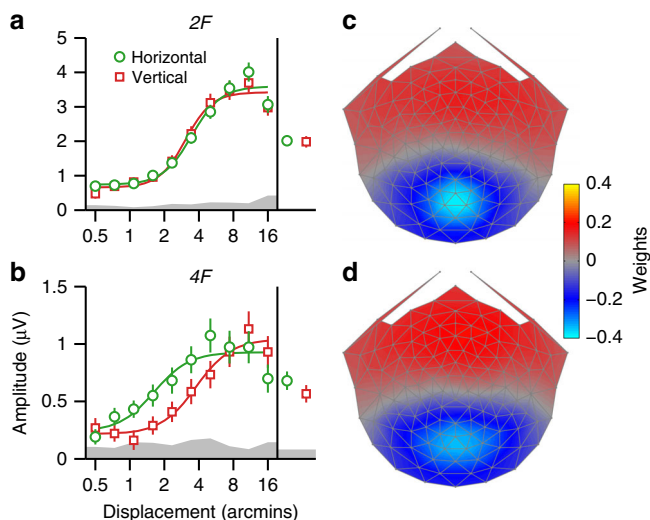 a
2F
5
4
3
2
1
0
Horizontal
Vertical
0.5 1 2 4 8 16
b
4F
1.5
1
0.5
0
Amplitude (μV)
0.5 1 2 4 8 16
Displacement (arcmins)
c
d
0.4
0.2
0
−0.2
−0.4
Weights